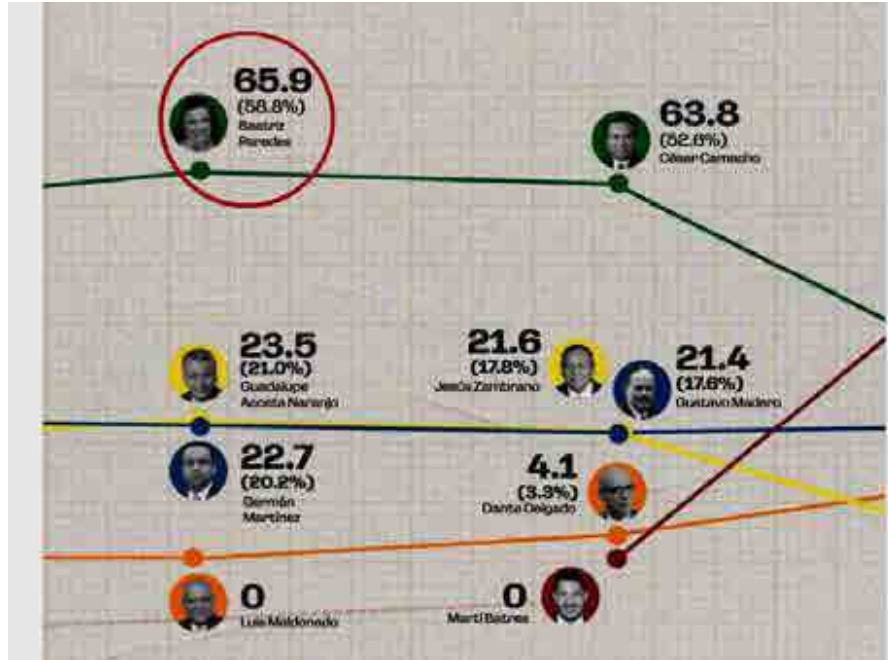 65.9
(58.8%)
Beatriz
Paredes
63.8
(52.6%)
César Camacho
23.5
(21.0%)
Guadalupe
Acosta Naranjo
21.6
(17.8%)
Jesús Zambrano
21.4
(17.6%)
Gustavo Madero
22.7
(20.2%)
Germán
Martínez
4.1
(3.3%)
Dante Delgado
0
Luis Maldonado
0
Martí Batres